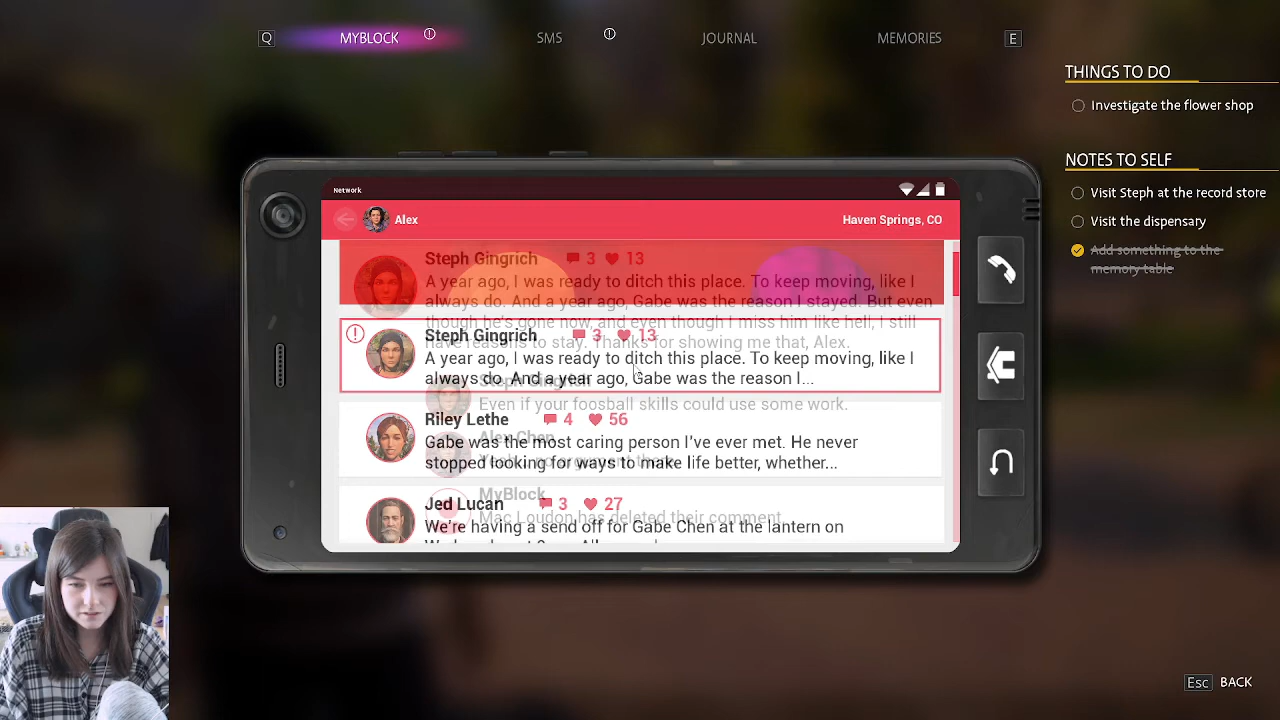 Q
MYBLOCK
SMS
JOURNAL
MEMORIES
E
THINGS TO DO
Investigate the flower shop
NOTES TO SELF
Visit Steph at the record store
Visit the dispensary
Add something to the
memory table
Network
Alex
Haven Springs, CO
Steph Gingrich 3 13
A year ago, I was ready to ditch this place. To keep moving, like I
always do. And a year ago, Gabe was the reason I stayed. But even
though he's gone now, and even though I miss him like hell, I still
have reasons to stay. Thanks for showing me that, Alex.
Steph Gingrich 3 13
A year ago, I was ready to ditch this place. To keep moving, like I
always do. And a year ago, Gabe was the reason I...
Steph Gingrich
Even if your foosball skills could use some work.
Riley Lethe 4 56
Gabe was the most caring person I've ever met. He never
stopped looking for ways to make life better, whether...
Alex Chen
MyBlock
Mac Loudon has deleted their comment.
Jed Lucan 3 27
We're having a send off for Gabe Chen at the lantern on
Esc BACK